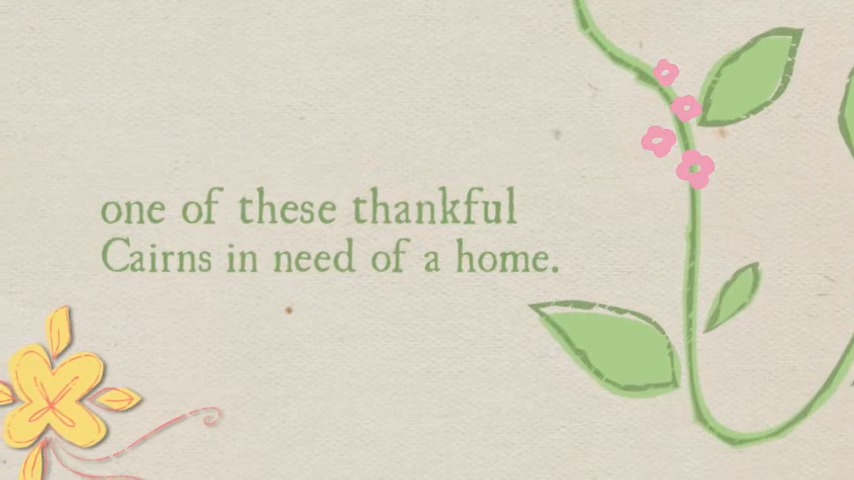 one of these thankful
Cairns in need of a home.